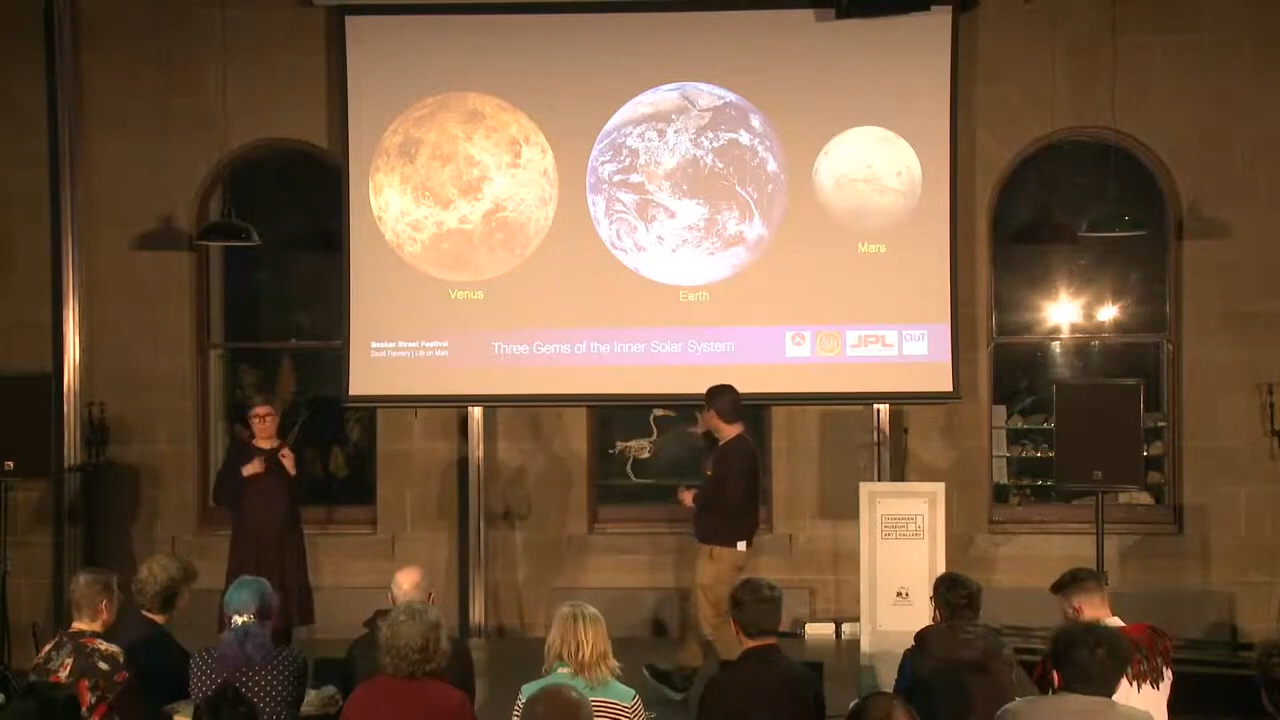 Venus
Earth
Mars
Beaker Street Festival
David Flannery | Life on Mars
Three Gems of the Inner Solar System
JPL
QUT
TASMANIAN
MUSEUM &
ART GALLERY